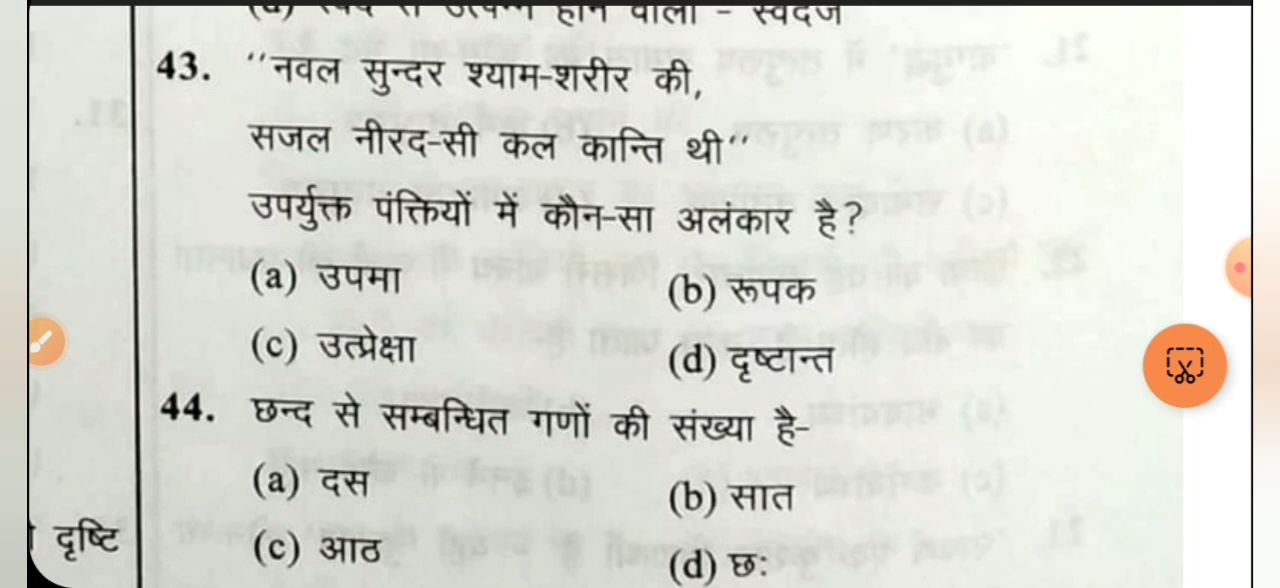 होने वाली - स्वेदज
43. ‘‘नवल सुन्दर श्याम-शरीर की,
सजल नीरद-सी कल कान्ति थी’’
उपर्युक्त पंक्तियों में कौन-सा अलंकार है?
(a) उपमा (b) रूपक
(c) उत्प्रेक्षा (d) दृष्टान्त
44. छन्द से सम्बन्धित गणों की संख्या है-
(a) दस (b) सात
दृष्टि
(c) आठ (d) छ: